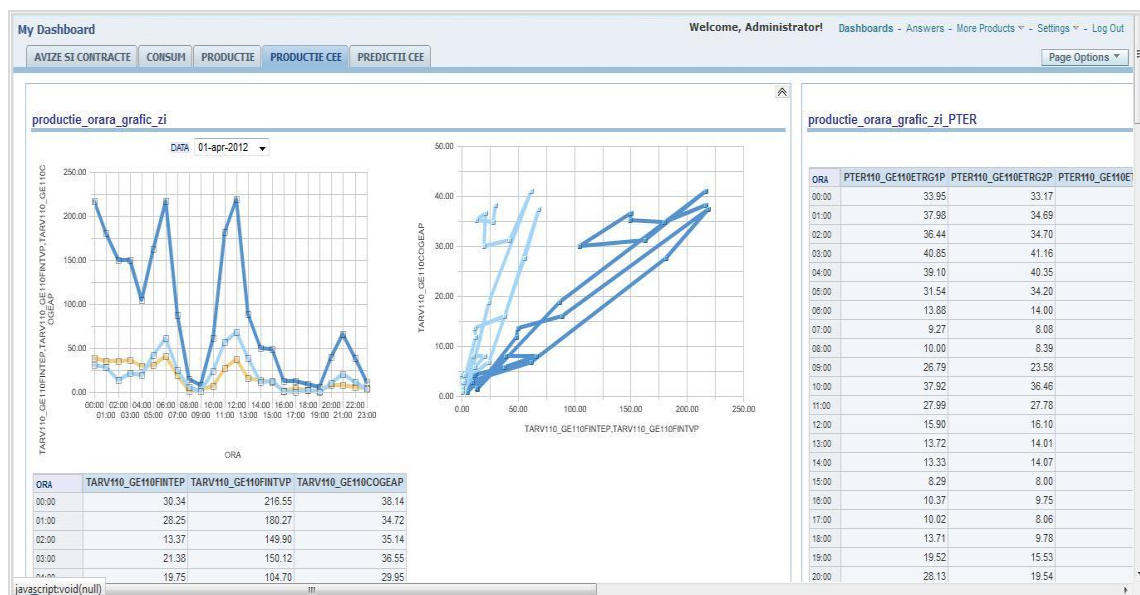 My Dashboard
Welcome, Administrator! Dashboards - Answers - More Products - Settings - Log Out
AVIZE SI CONTRACTE CONSUM PRODUCTIE PRODUCTIE CEE PREDICTII CEE
Page Options
productie_orara_grafic_zi
DATA 01-apr-2012
TARV110_GE110FINTEP,TARV110_GE110FINTVP,TARV110_GE110C
OGEAP
250.00
200.00
150.00
100.00
50.00
0.00
00:00 02:00 04:00 06:00 08:00 10:00 12:00 14:00 16:00 18:00 20:00 22:00
01:00 03:00 05:00 07:00 09:00 11:00 13:00 15:00 17:00 19:00 21:00 23:00
ORA
TARV110_GE110COGEAP
50.00
40.00
30.00
20.00
10.00
0.00
0.00 50.00 100.00 150.00 200.00 250.00
TARV110_GE110FINTEP,TARV110_GE110FINTVP
ORA TARV110_GE110FINTEP TARV110_GE110FINTVP TARV110_GE110COGEAP
00:00 30.34 216.55 38.14
01:00 28.25 180.27 34.72
02:00 13.37 149.90 35.14
03:00 21.38 150.12 36.55
04:00 19.75 104.70 29.95
javascript:void(null)
productie_orara_grafic_zi_PTER
ORA PTER110_GE110ETRG1P PTER110_GE110ETRG2P PTER110_GE110ET
00:00 33.95 33.17
01:00 37.98 34.69
02:00 36.44 34.70
03:00 40.85 41.16
04:00 39.10 40.35
05:00 31.54 34.20
06:00 13.88 14.00
07:00 9.27 8.08
08:00 10.00 8.39
09:00 26.79 23.58
10:00 37.92 36.46
11:00 27.99 27.78
12:00 15.90 16.10
13:00 13.72 14.01
14:00 13.33 14.07
15:00 8.29 8.00
16:00 10.37 9.75
17:00 10.02 8.06
18:00 13.71 9.78
19:00 19.52 15.53
20:00 28.13 19.54